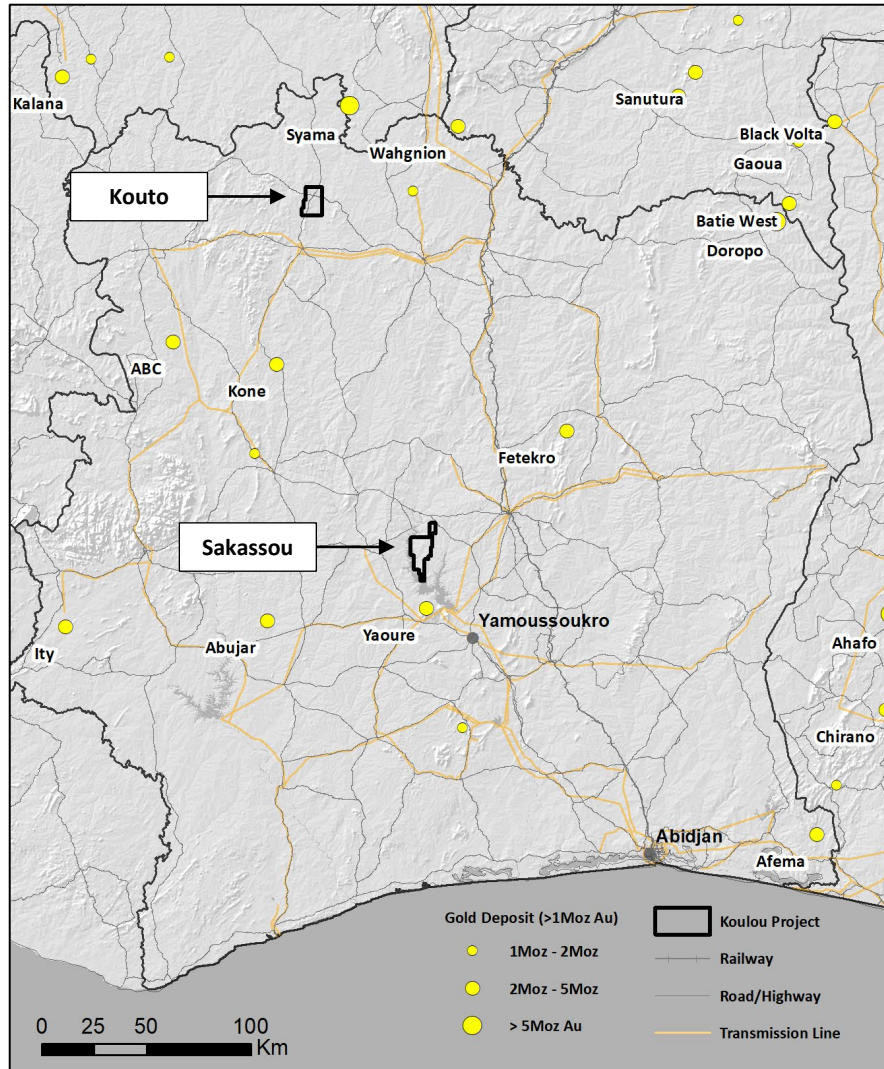 Kalana
Syama
Sanutura
Wahgnion
Black Volta
Gaoua
Kouto
Batie West
Doropo
ABC
Kone
Fetekro
Sakassou
Yaoure
Yamoussoukro
Ity
Abujar
Ahafo
Chirano
Abidjan
Afema
Gold Deposit (>1Moz Au)
1Moz - 2Moz
2Moz - 5Moz
> 5Moz Au
Koulou Project
Railway
Road/Highway
Transmission Line
0 25 50 100
Km